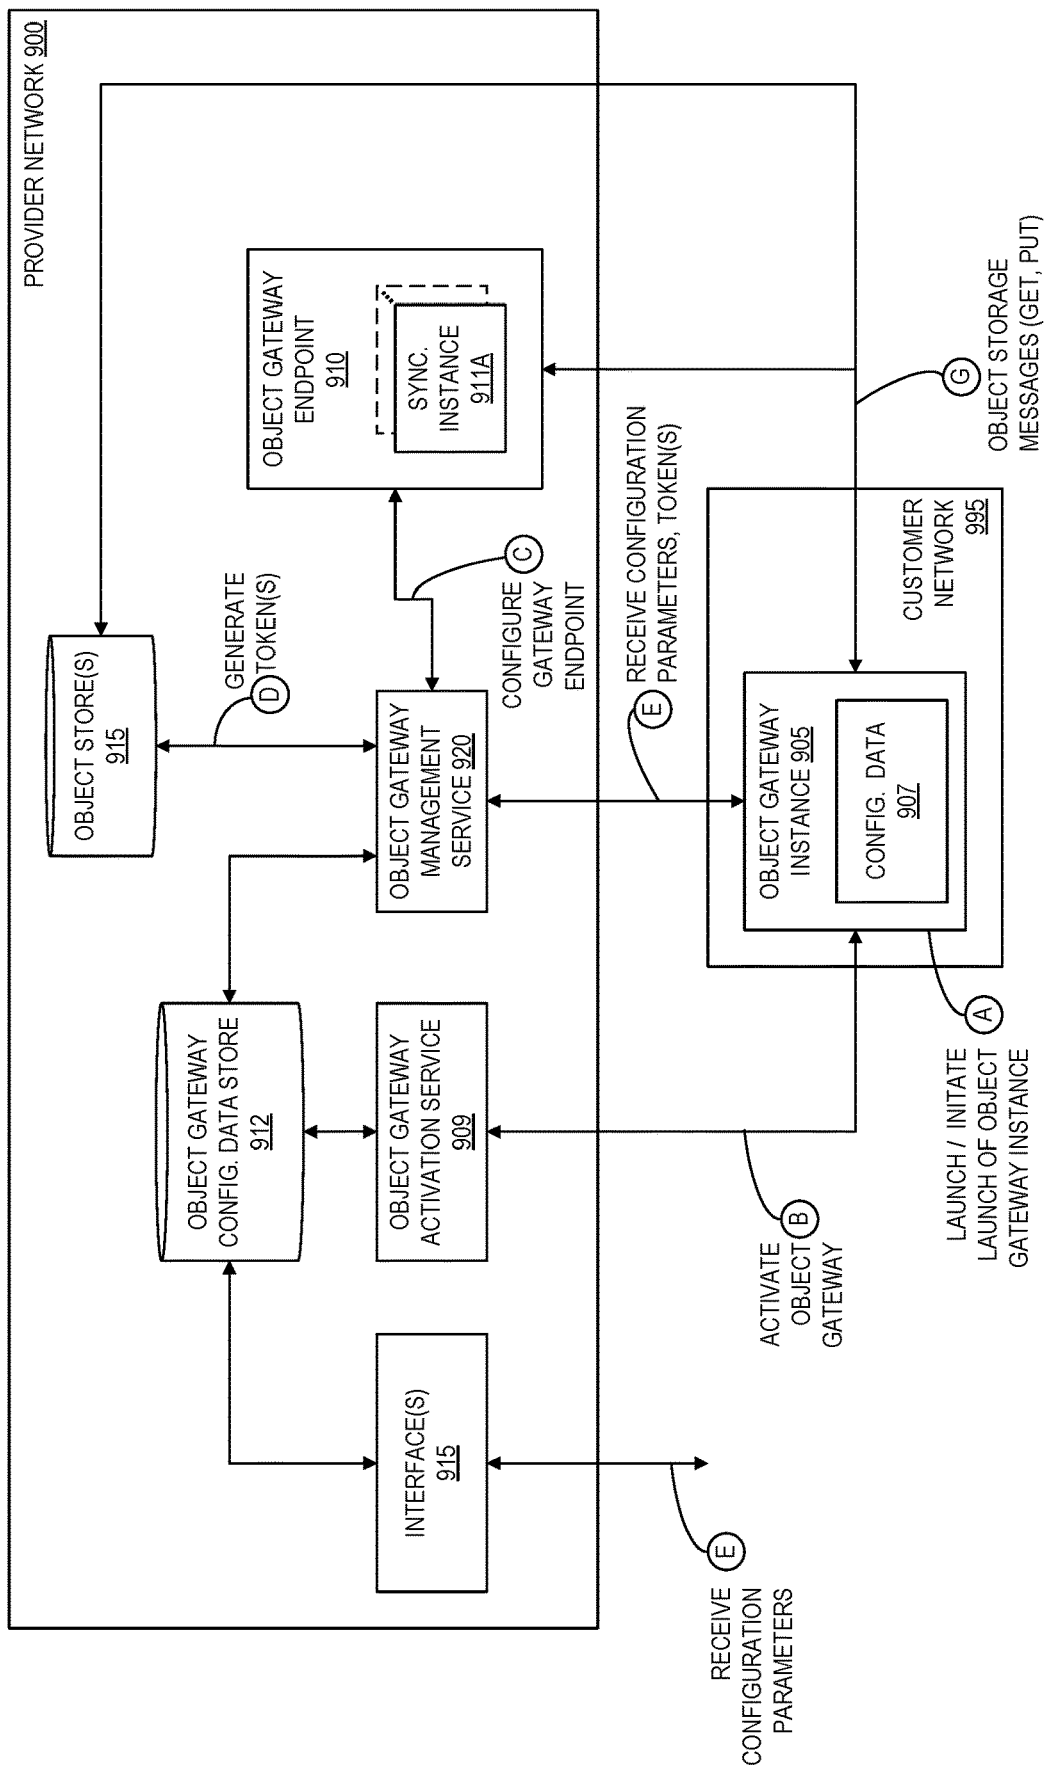 PROVIDER NETWORK 900
OBJECT STORE(S)
915
GENERATE
TOKEN(S)
D
OBJECT GATEWAY
ENDPOINT
910
SYNC.
INSTANCE
911A
OBJECT GATEWAY
CONFIG. DATA STORE
912
INTERFACE(S)
915
OBJECT GATEWAY
ACTIVATION SERVICE
909
OBJECT GATEWAY
MANAGEMENT
SERVICE 920
C
CONFIGURE
GATEWAY
ENDPOINT
E
RECEIVE
CONFIGURATION
PARAMETERS
B
ACTIVATE
OBJECT
GATEWAY
E
RECEIVE CONFIGURATION
PARAMETERS, TOKEN(S)
OBJECT GATEWAY
INSTANCE 905
CONFIG. DATA
907
CUSTOMER
NETWORK
995
A
LAUNCH / INITATE
LAUNCH OF OBJECT
GATEWAY INSTANCE
G
OBJECT STORAGE
MESSAGES (GET, PUT)